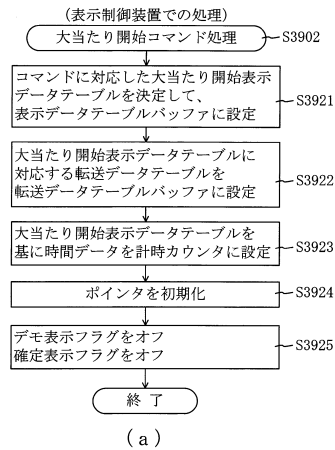 (表示制御装置での処理)
大当たり開始コマンド処理
S3902
コマンドに対応した大当たり開始表示
データテーブルを決定して、
表示データテーブルバッファに設定
S3921
大当たり開始表示データテーブルに
対応する転送データテーブルを
転送データテーブルバッファに設定
S3922
大当たり開始表示データテーブルを
基に時間データを計時カウンタに設定
S3923
ポインタを初期化
S3924
デモ表示フラグをオフ
確定表示フラグをオフ
S3925
終了
(a)